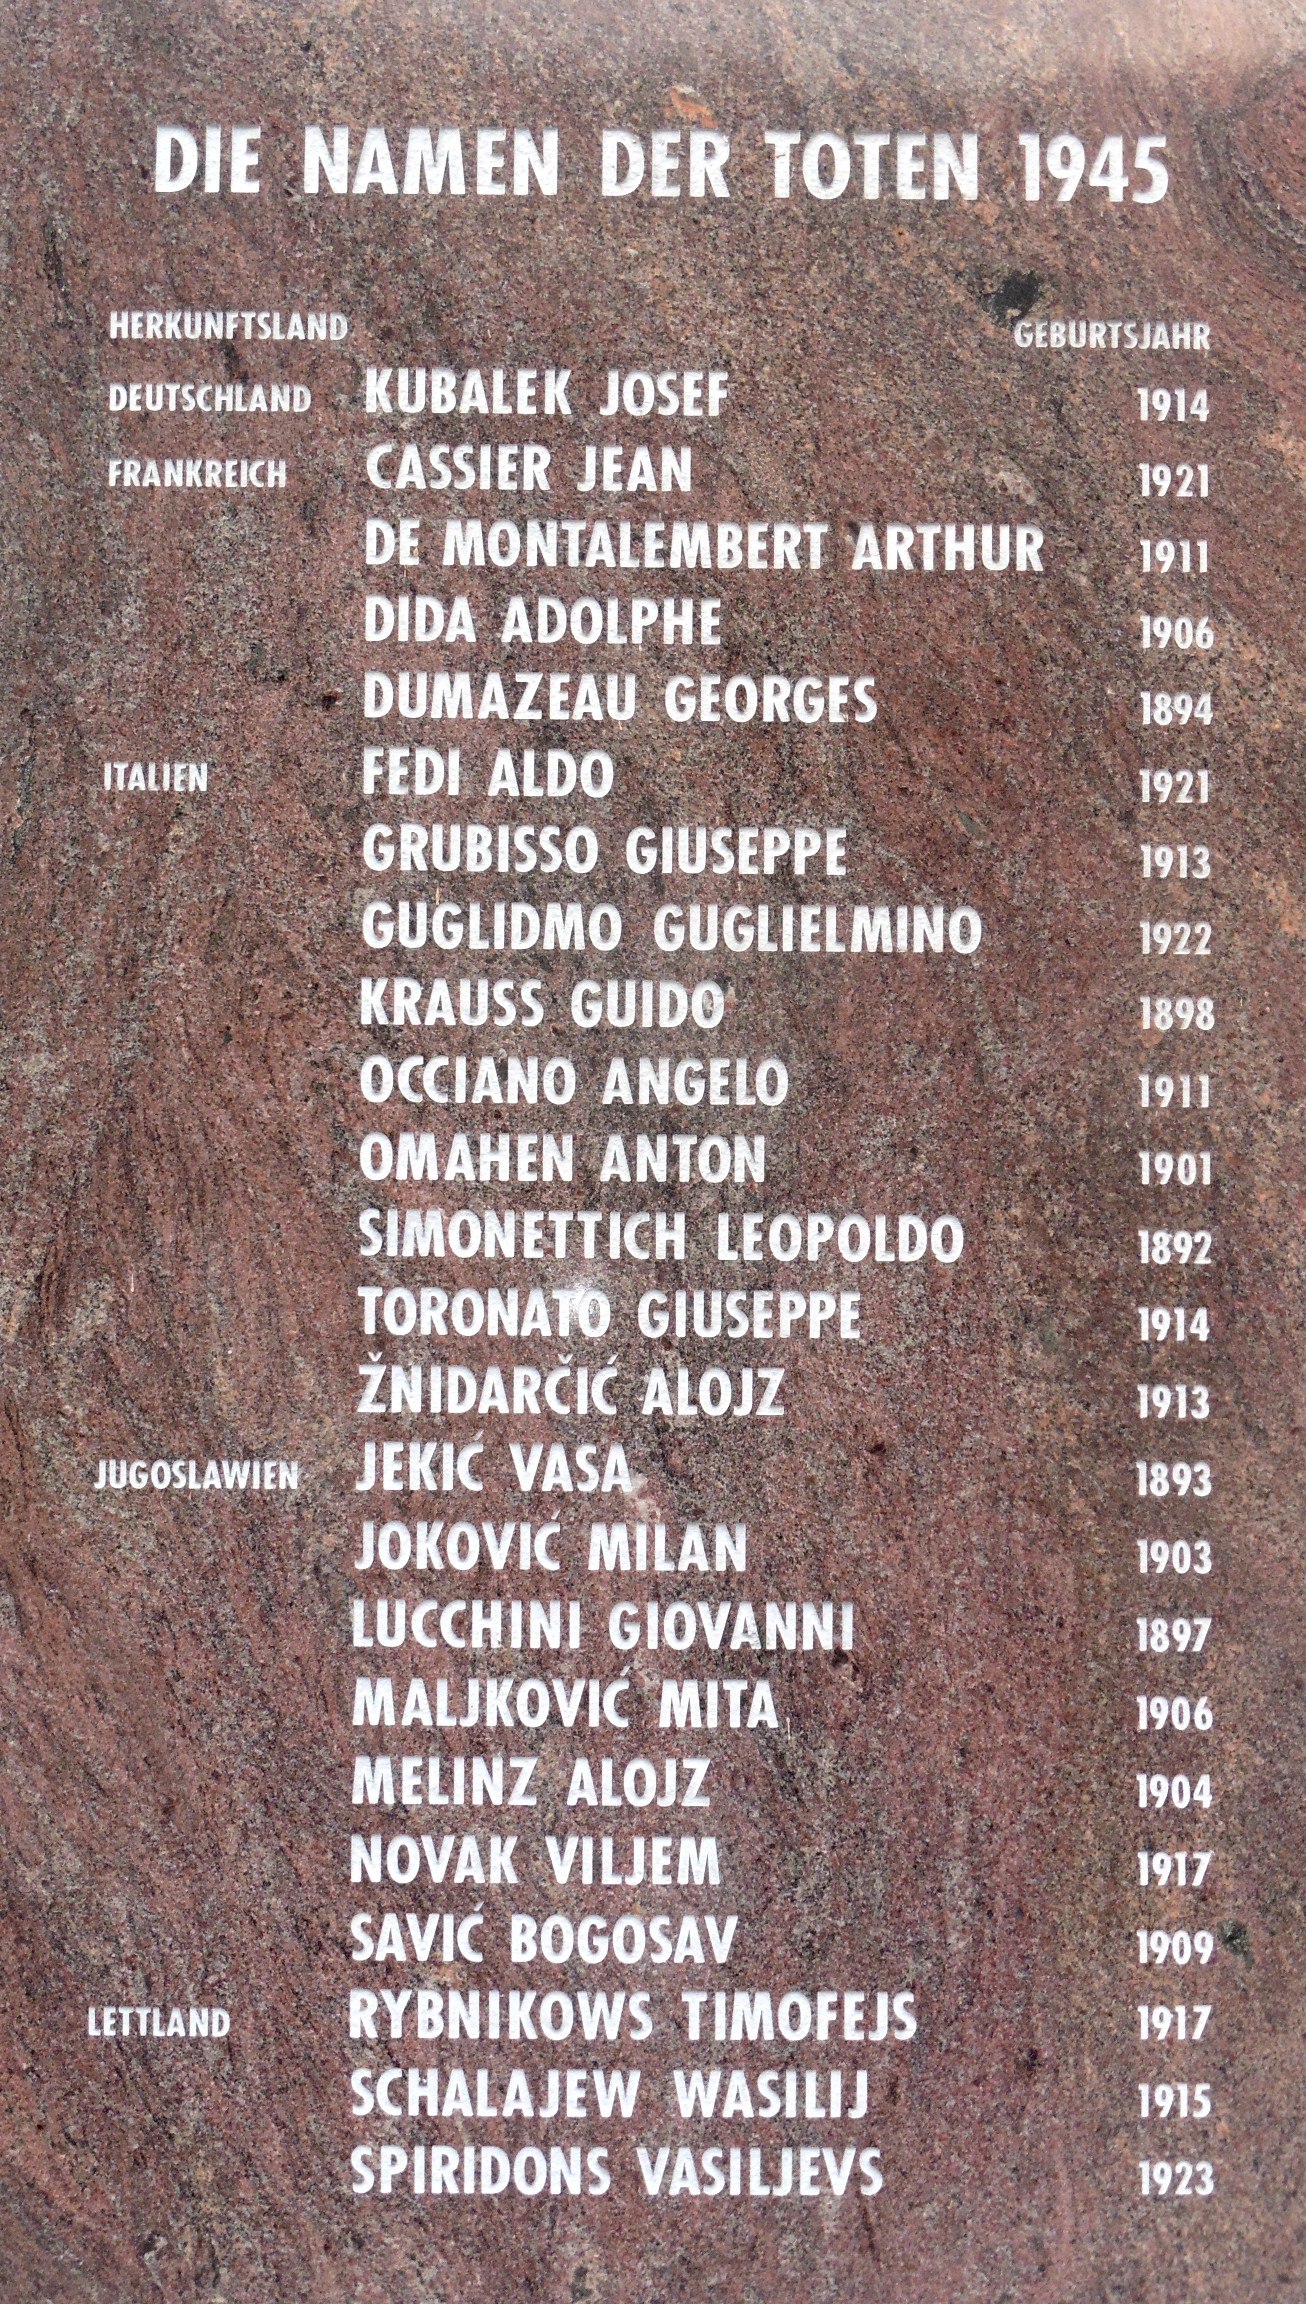 DIE NAMEN DER TOTEN 1945
HERKUNFTSLAND GEBURTSJAHR
DEUTSCHLAND KUBALEK JOSEF 1914
FRANKREICH CASSIER JEAN 1921
DE MONTALEMBERT ARTHUR 1911
DIDA ADOLPHE 1906
DUMAZEAU GEORGES 1894
ITALIEN FEDI ALDO 1921
GRUBISSO GIUSEPPE 1913
GUGLIDMO GUGLIELMINO 1922
KRAUSS GUIDO 1898
OCCIANO ANGELO 1911
OMAHEN ANTON 1901
SIMONETTICH LEOPOLDO 1892
TORONATO GIUSEPPE 1914
ŽNIDARČIĆ ALOJZ 1913
JUGOSLAWIEN JEKIĆ VASA 1893
JOKOVIĆ MILAN 1903
LUCCHINI GIOVANNI 1897
MALJKOVIĆ MITA 1906
MELINZ ALOJZ 1904
NOVAK VILJEM 1917
SAVIĆ BOGOSAV 1909
LETTLAND RYBNIKOWS TIMOFEJS 1917
SCHALAJEW WASILIJ 1915
SPIRIDONS VASILJEVS 1923